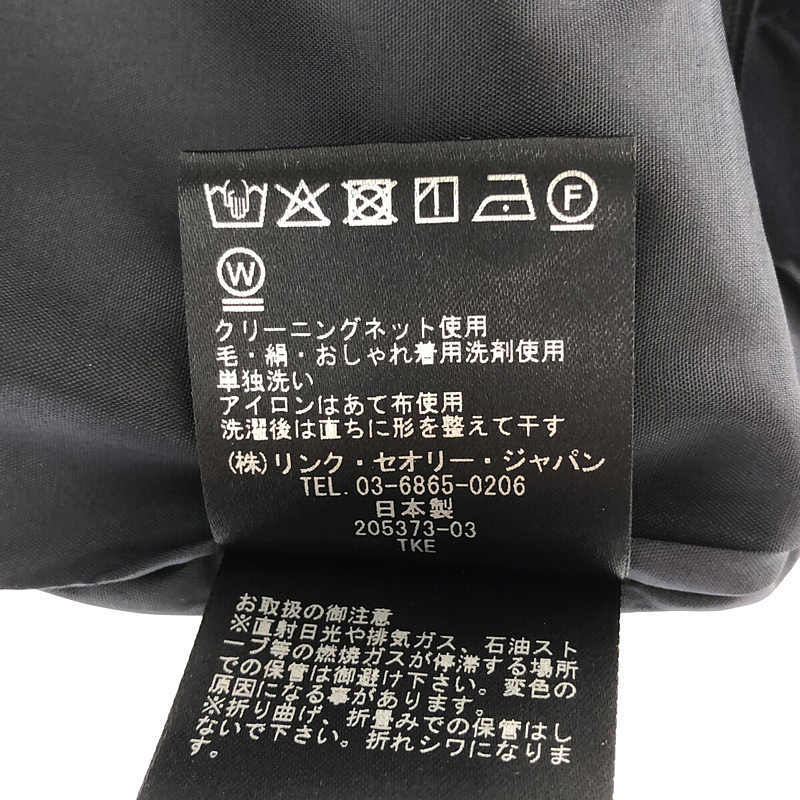 F
W
クリーニングネット使用
毛・絹・おしゃれ着用洗剤使用
単独洗い
アイロンはあて布使用
洗濯後は直ちに形を整えて干す
(株)リンク・セオリー・ジャパン
TEL.03-6865-0206
日本製
205373-03
TKE
お取扱の御注意
※直射日光や排気ガス、石油スト
ーブ等の燃焼ガスが停滞する場所
での保管は御避け下さい。変色の
原因になる事があります。
※折り曲げ、折畳みでの保管はし
ないで下さい。折れシワになりま
す。